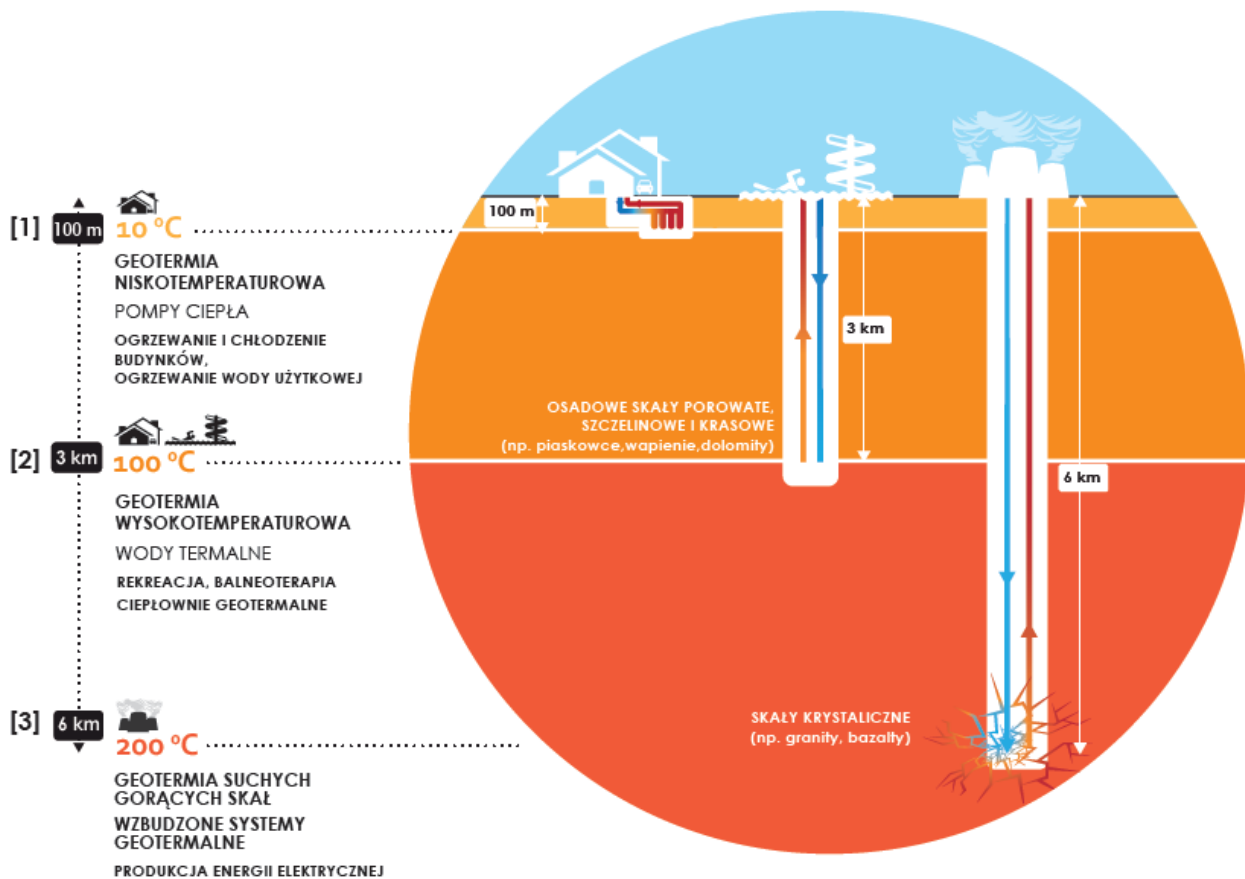 [1] 100 m 10 °C
GEOTERMIA
NISKOTEMPERATUROWA
POMPY CIEPŁA
OGRZEWANIE I CHŁODZENIE
BUDYNKÓW,
OGRZEWANIE WODY UŻYTKOWEJ
[2] 3 km 100 °C
GEOTERMIA
WYSOKOTEMPERATUROWA
WODY TERMALNE
REKREACJA, BALNEOTERAPIA
CIEPŁOWNIE GEOTERMALNE
[3] 6 km 200 °C
GEOTERMIA SUCHYCH
GORĄCYCH SKAŁ
WZBUDZONE SYSTEMY
GEOTERMALNE
PRODUKCJA ENERGII ELEKTRYCZNEJ
100 m
3 km
OSADOWE SKAŁY POROWATE,
SZCZELINOWE I KRASOWE
(np. piaskowce,wapienie,dolomity)
6 km
SKAŁY KRYSTALICZNE
(np. granity, bazalty)